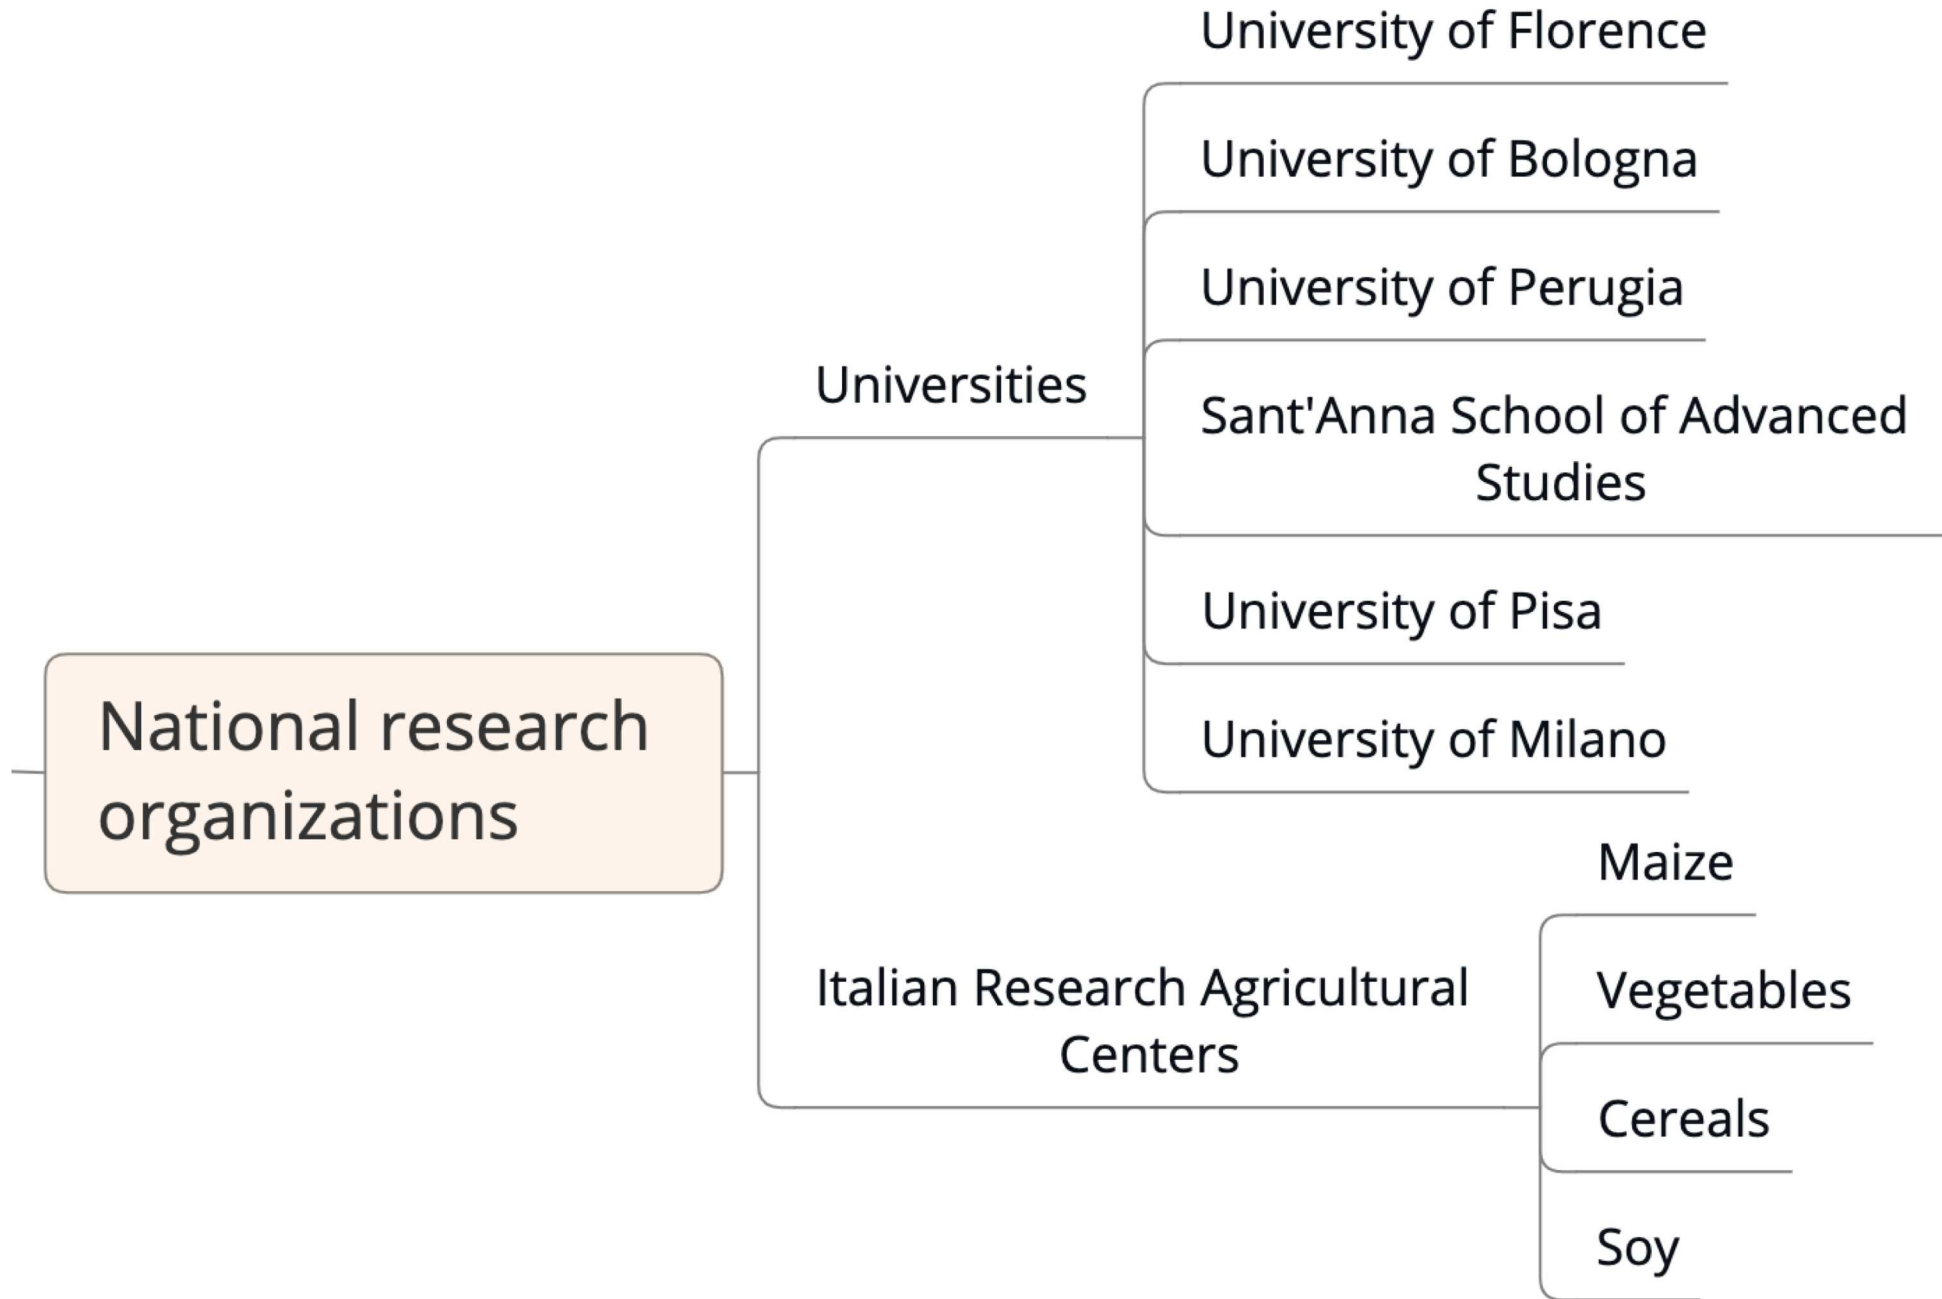 University of Florence
University of Bologna
University of Perugia
Universities
Sant'Anna School of Advanced
Studies
University of Pisa
National research
organizations
University of Milano
Maize
Italian Research Agricultural
Centers
Vegetables
Cereals
Soy